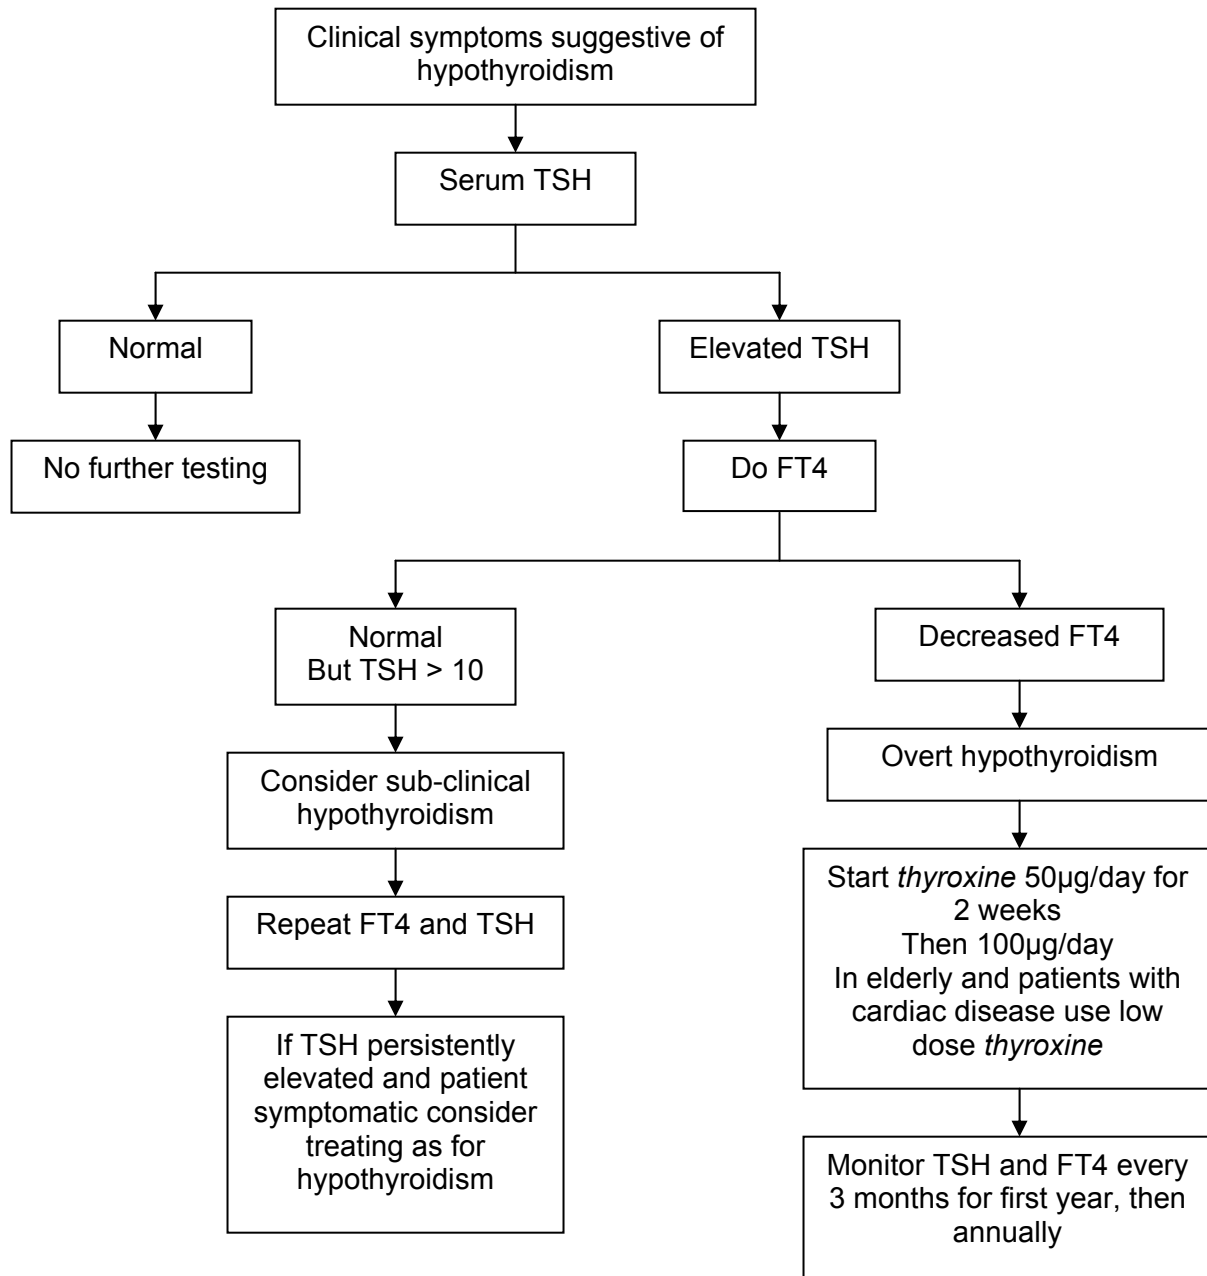 Clinical symptoms suggestive of
hypothyroidism
Serum TSH
Normal
Elevated TSH
No further testing
Do FT4
Normal
But TSH > 10
Decreased FT4
Consider sub-clinical
hypothyroidism
Overt hypothyroidism
Repeat FT4 and TSH
Start thyroxine 50µg/day for
2 weeks
Then 100µg/day
In elderly and patients with
cardiac disease use low
dose thyroxine
If TSH persistently
elevated and patient
symptomatic consider
treating as for
hypothyroidism
Monitor TSH and FT4 every
3 months for first year, then
annually